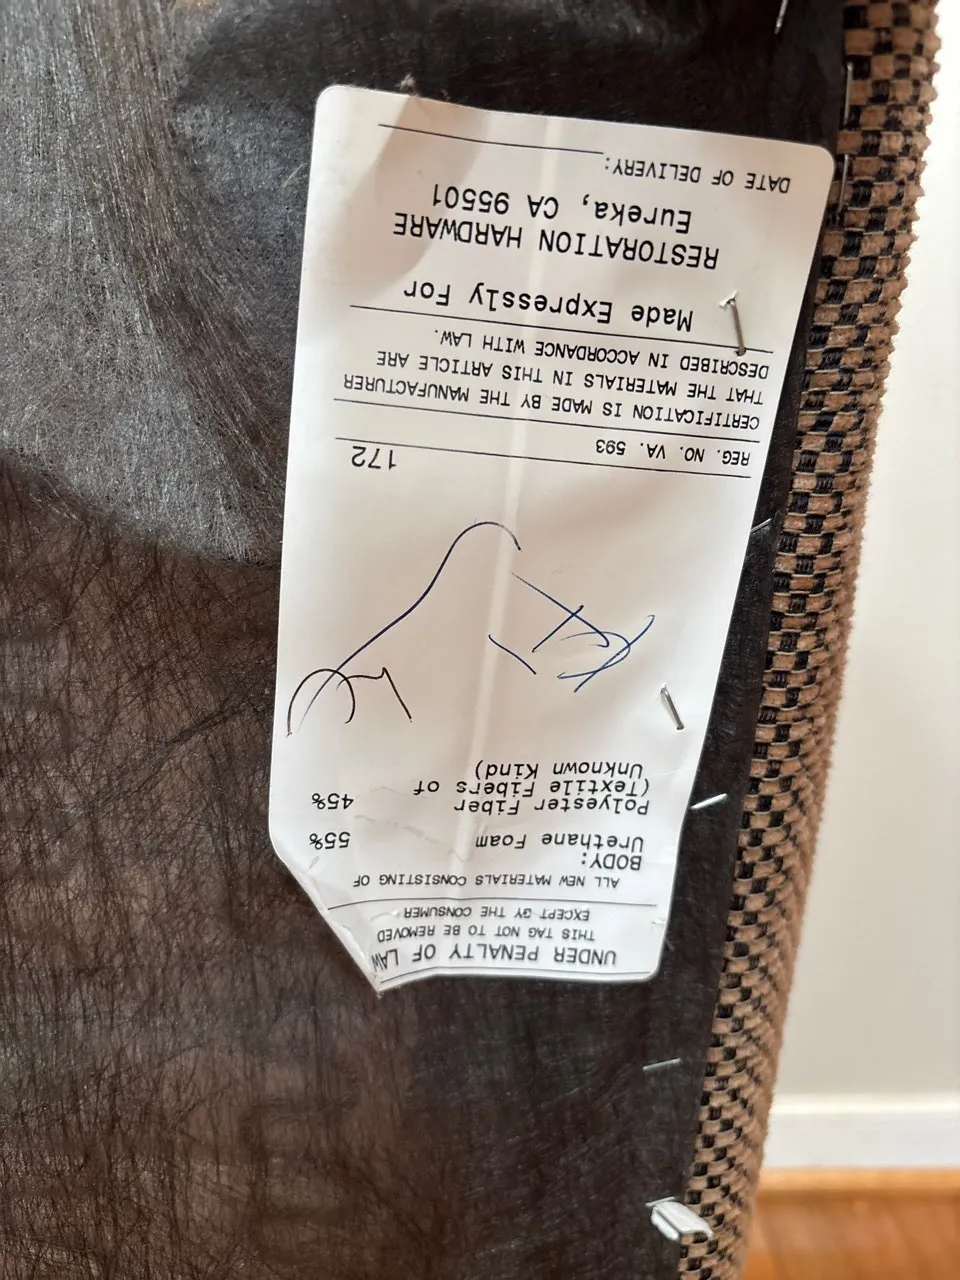 UNDER PENALTY OF LAW
THIS TAG NOT TO BE REMOVED
EXCEPT BY THE CONSUMER
ALL NEW MATERIALS CONSISTING OF
BODY:
Urethane Foam 55%
Polyester Fiber 45%
(Textile Fibers of
Unknown Kind)
172
REG. NO. VA. 593
CERTIFICATION IS MADE BY THE MANUFACTURER
THAT THE MATERIALS IN THIS ARTICLE ARE
DESCRIBED IN ACCORDANCE WITH LAW.
Made Expressly For
RESTORATION HARDWARE
Eureka, CA 95501
DATE OF DELIVERY: